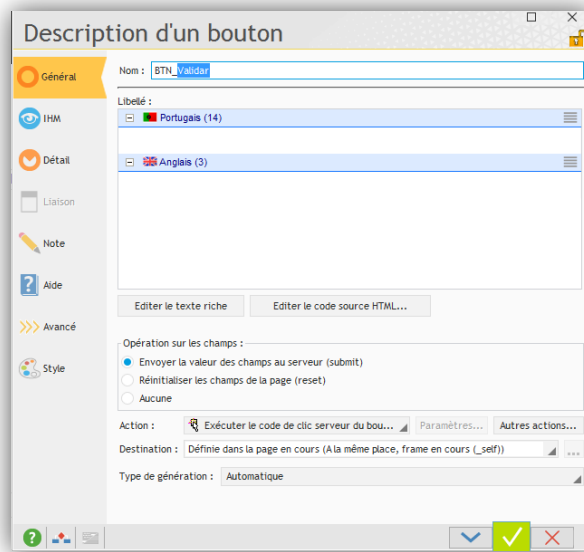 Description d'un bouton
Général
IHM
Détail
Liaison
Note
Aide
Avancé
Style
Nom : BTN_Validar
Libellé :
Portugais (14)
Anglais (3)
Editer le texte riche Editer le code source HTML...
Opération sur les champs :
Envoyer la valeur des champs au serveur (submit)
Réinitialiser les champs de la page (reset)
Aucune
Action : Exécuter le code de clic serveur du bou... Paramètres... Autres actions...
Destination : Définie dans la page en cours (A la même place, frame en cours (_self)) ...
Type de génération : Automatique